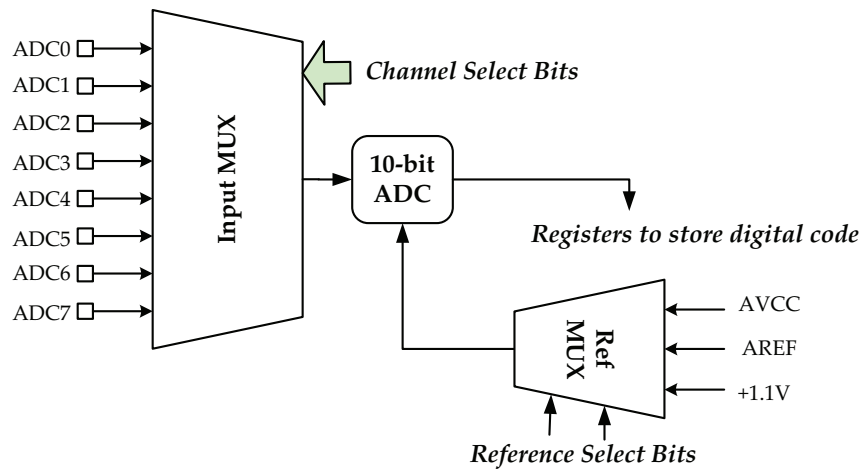 ADC0
ADC1
ADC2
ADC3
ADC4
ADC5
ADC6
ADC7
Input MUX
Channel Select Bits
10-bit
ADC
Registers to store digital code
Ref
MUX
AVCC
AREF
+1.1V
Reference Select Bits